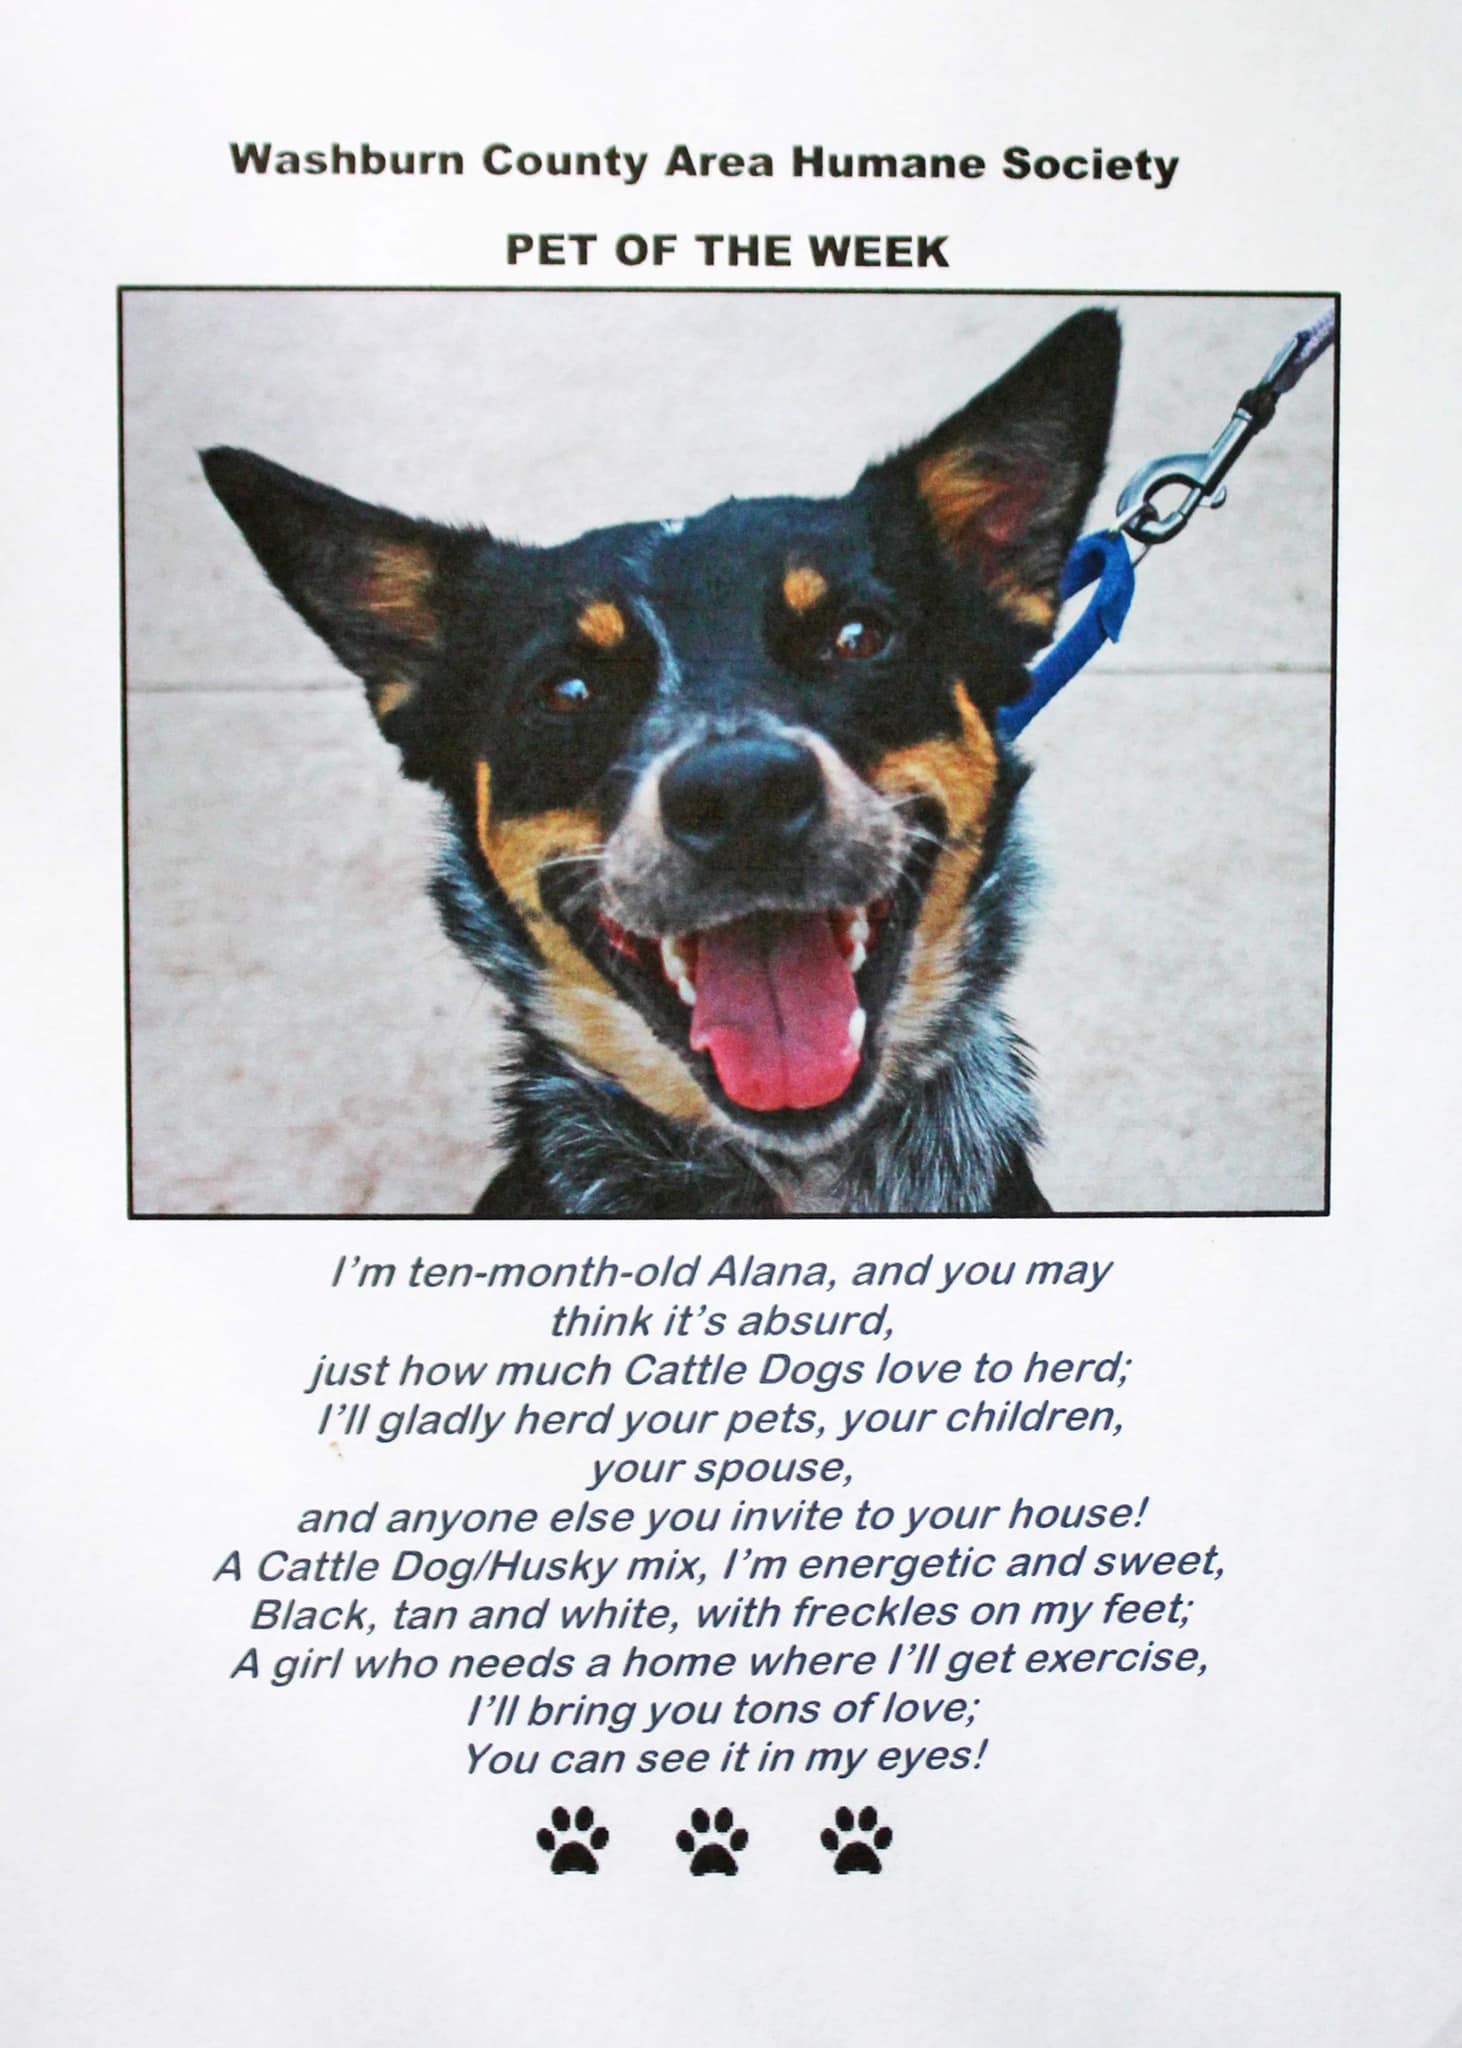 Washburn County Area Humane Society
PET OF THE WEEK
I'm ten-month-old Alana, and you may
think it's absurd,
just how much Cattle Dogs love to herd;
I'll gladly herd your pets, your children,
your spouse,
and anyone else you invite to your house!
A Cattle Dog/Husky mix, I'm energetic and sweet,
Black, tan and white, with freckles on my feet;
A girl who needs a home where I'll get exercise,
I'll bring you tons of love;
You can see it in my eyes!